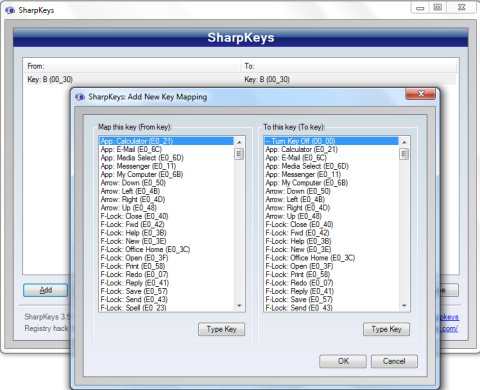 SharpKeys
SharpKeys
From: To:
Key: B (00_30) Key: B (00_30)
SharpKeys: Add New Key Mapping
Map this key (From key):
App: Calculator (E0_21)
App: E-Mail (E0_6C)
App: Media Select (E0_6D)
App: Messenger (E0_11)
App: My Computer (E0_6B)
Arrow: Down (E0_50)
Arrow: Left (E0_4B)
Arrow: Right (E0_4D)
Arrow: Up (E0_48)
F-Lock: Close (E0_40)
F-Lock: Fwd (E0_42)
F-Lock: Help (E0_3B)
F-Lock: New (E0_3E)
F-Lock: Office Home (E0_3C)
F-Lock: Open (E0_3F)
F-Lock: Print (E0_58)
F-Lock: Redo (E0_07)
F-Lock: Reply (E0_41)
F-Lock: Save (E0_57)
F-Lock: Send (E0_43)
F-Lock: Spell (E0_23)
Type Key
To this key (To key):
-- Turn Key Off (00_00)
App: Calculator (E0_21)
App: E-Mail (E0_6C)
App: Media Select (E0_6D)
App: Messenger (E0_11)
App: My Computer (E0_6B)
Arrow: Down (E0_50)
Arrow: Left (E0_4B)
Arrow: Right (E0_4D)
Arrow: Up (E0_48)
F-Lock: Close (E0_40)
F-Lock: Fwd (E0_42)
F-Lock: Help (E0_3B)
F-Lock: New (E0_3E)
F-Lock: Office Home (E0_3C)
F-Lock: Open (E0_3F)
F-Lock: Print (E0_58)
F-Lock: Redo (E0_07)
F-Lock: Reply (E0_41)
F-Lock: Save (E0_57)
F-Lock: Send (E0_43)
Type Key
OK Cancel
Add
SharpKeys 3.5
Registry hack
pkeys
com/